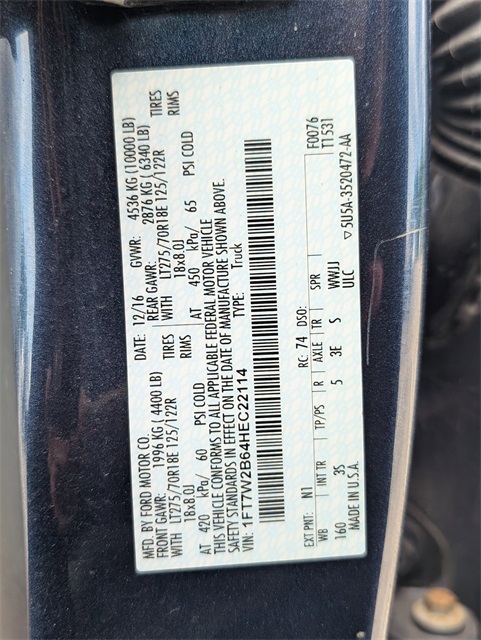 MFD. BY FORD MOTOR CO.
DATE: 12/16 GVWR: 4536 KG (10000 LB)
FRONT GAWR: 1996 KG (4400 LB) REAR GAWR: 2876 KG (6340 LB)
WITH LT275/70R18E 125/122R TIRES WITH LT275/70R18E 125/122R TIRES
18x8.0J RIMS 18x8.0J RIMS
AT 420 kPa/ 60 PSI COLD AT 450 kPa/ 65 PSI COLD
THIS VEHICLE CONFORMS TO ALL APPLICABLE FEDERAL MOTOR VEHICLE
SAFETY STANDARDS IN EFFECT ON THE DATE OF MANUFACTURE SHOWN ABOVE.
VIN: 1FT7W2B64HEC22114 TYPE: Truck
F0076
EXT PNT: N1 RC: 74 DSO: T1531
WB INT TR TP/PS R AXLE TR SPR
160 3S 5 3E S WWJJ
MADE IN U.S.A. ULC ▽5U5A-3520472-AA